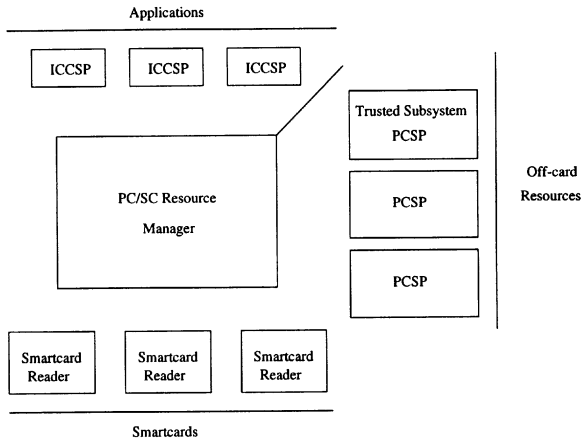 Applications
ICCSP
ICCSP
ICCSP
Trusted Subsystem
PCSP
PC/SC Resource
Manager
PCSP
Off-card
Resources
PCSP
Smartcard
Reader
Smartcard
Reader
Smartcard
Reader
Smartcards